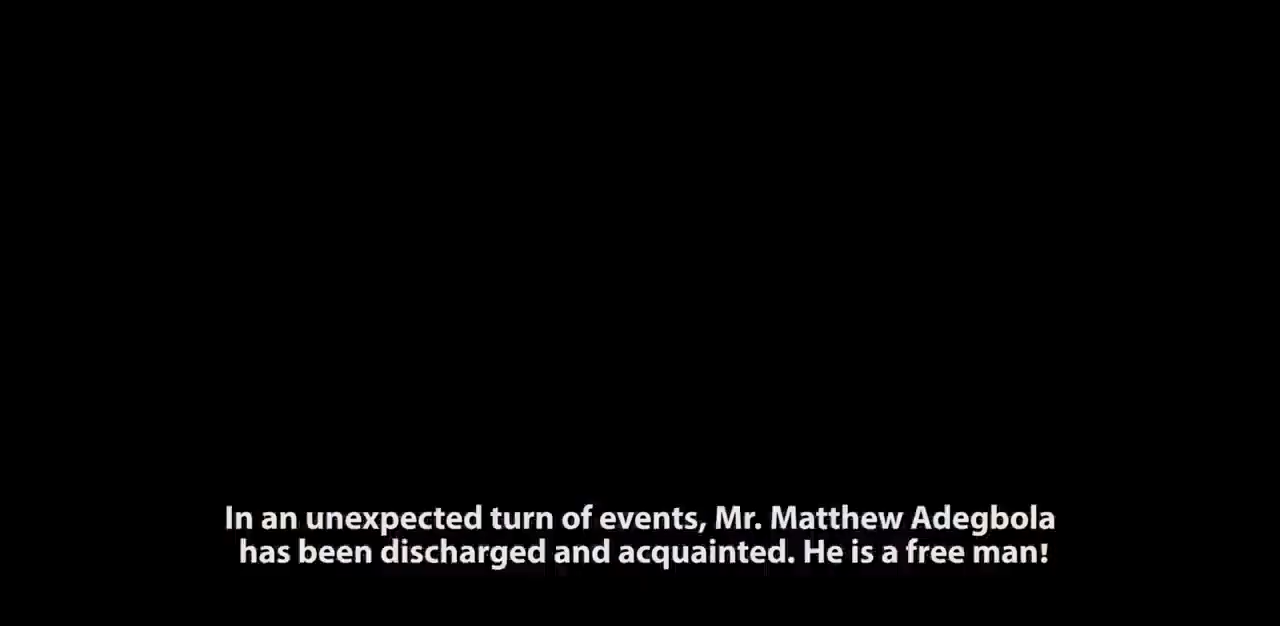 In an unexpected turn of events, Mr. Matthew Adegbola
has been discharged and acquainted. He is a free man!